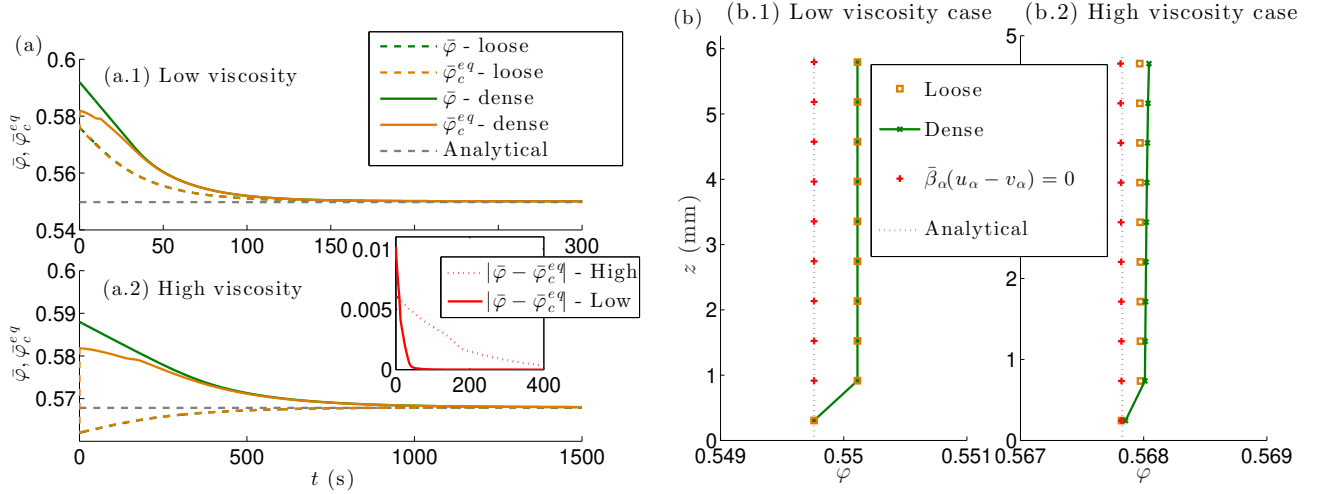 (a)
(a.1) Low viscosity
φ̄ - loose
φ̄_c^{eq} - loose
φ̄ - dense
φ̄_c^{eq} - dense
Analytical
φ̄, φ̄_c^{eq}
0.6
0.58
0.56
0.55
0.54
0 50 100 150 300
(a.2) High viscosity
φ̄, φ̄_c^{eq}
0.6
0.59
0.58
0.57
0 500 1000 1500
t (s)
0.01
0.005
0
0 200 400
|φ̄ − φ̄_c^{eq}| - High
|φ̄ − φ̄_c^{eq}| - Low
(b)
(b.1) Low viscosity case
(b.2) High viscosity case
z (mm)
6
5
4
3
2
1
0
0.549 0.55 0.551
φ
5
2
1
0
0.567 0.568 0.569
φ
Loose
Dense
β̄_α(u_α − v_α) = 0
Analytical